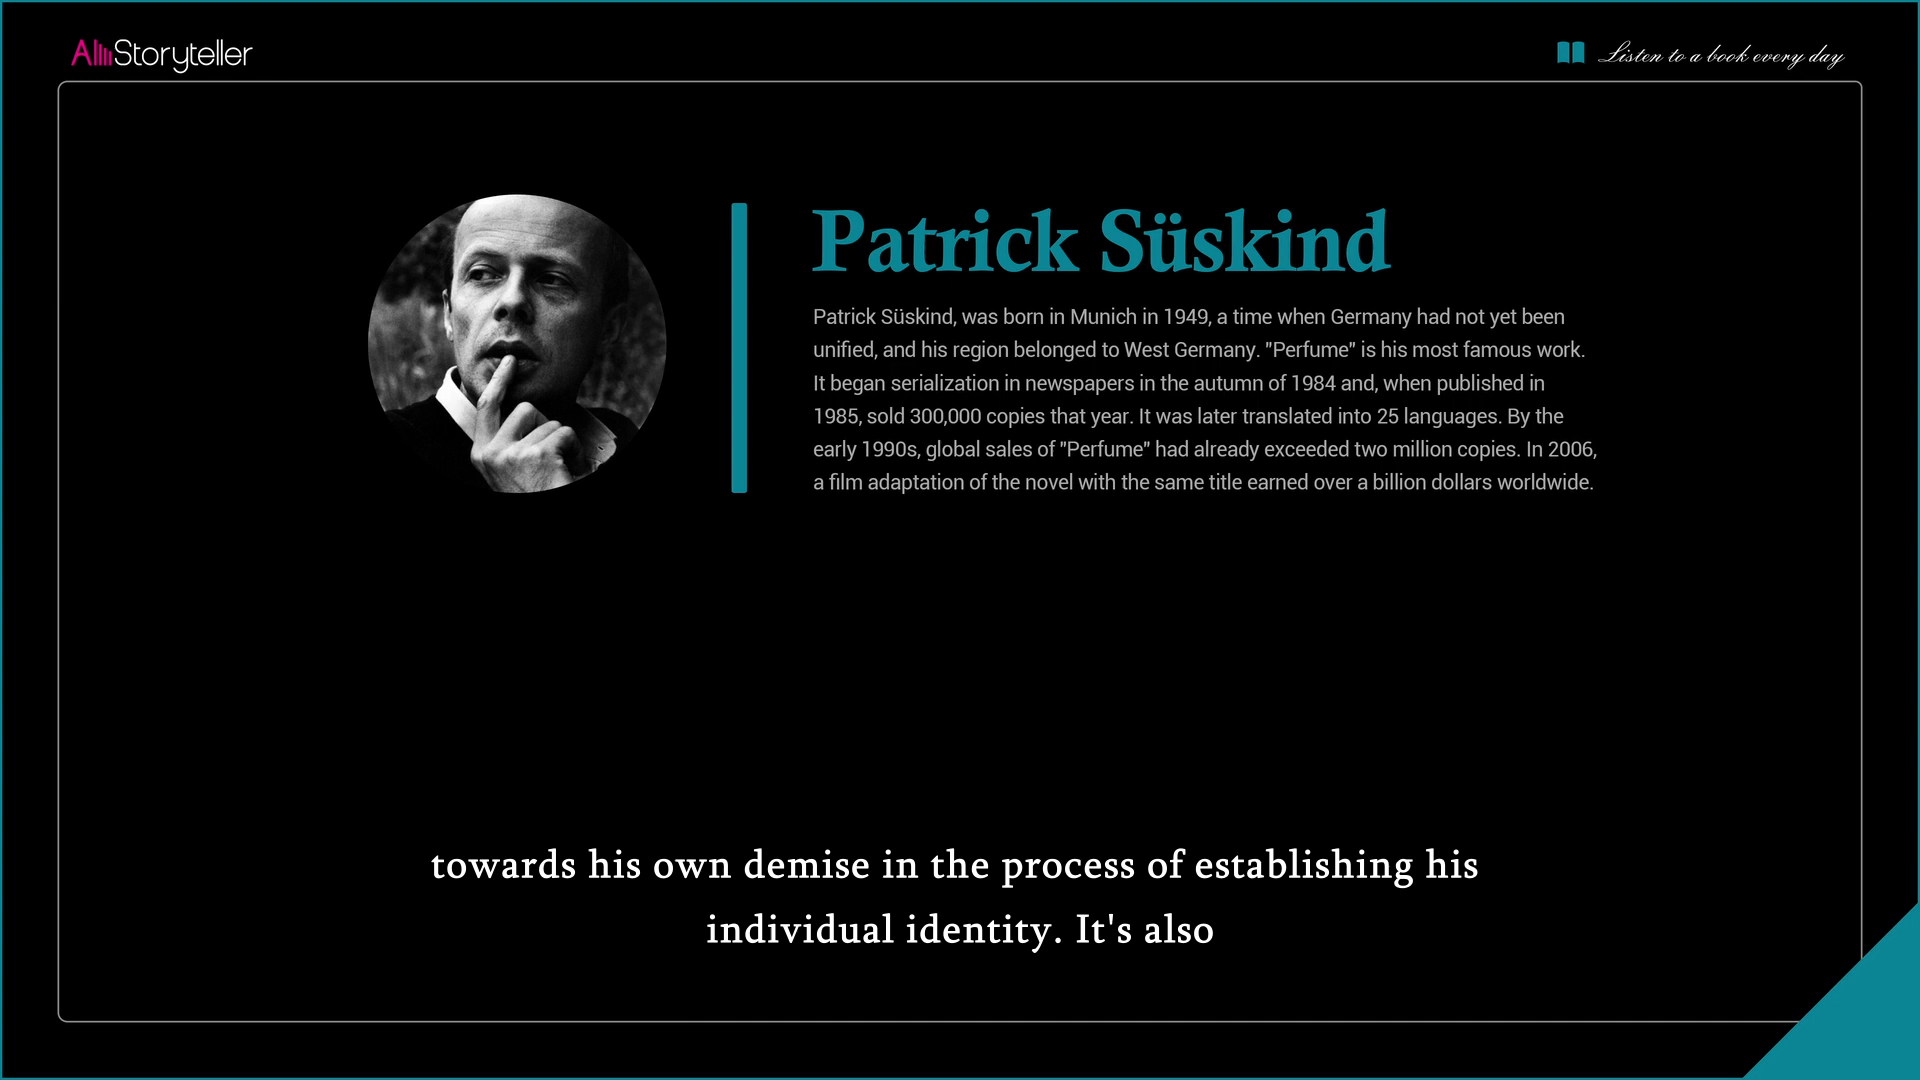 AllStoryteller
Listen to a book every day
Patrick Süskind
Patrick Süskind, was born in Munich in 1949, a time when Germany had not yet been
unified, and his region belonged to West Germany. "Perfume" is his most famous work.
It began serialization in newspapers in the autumn of 1984 and, when published in
1985, sold 300,000 copies that year. It was later translated into 25 languages. By the
early 1990s, global sales of "Perfume" had already exceeded two million copies. In 2006,
a film adaptation of the novel with the same title earned over a billion dollars worldwide.
towards his own demise in the process of establishing his
individual identity. It's also